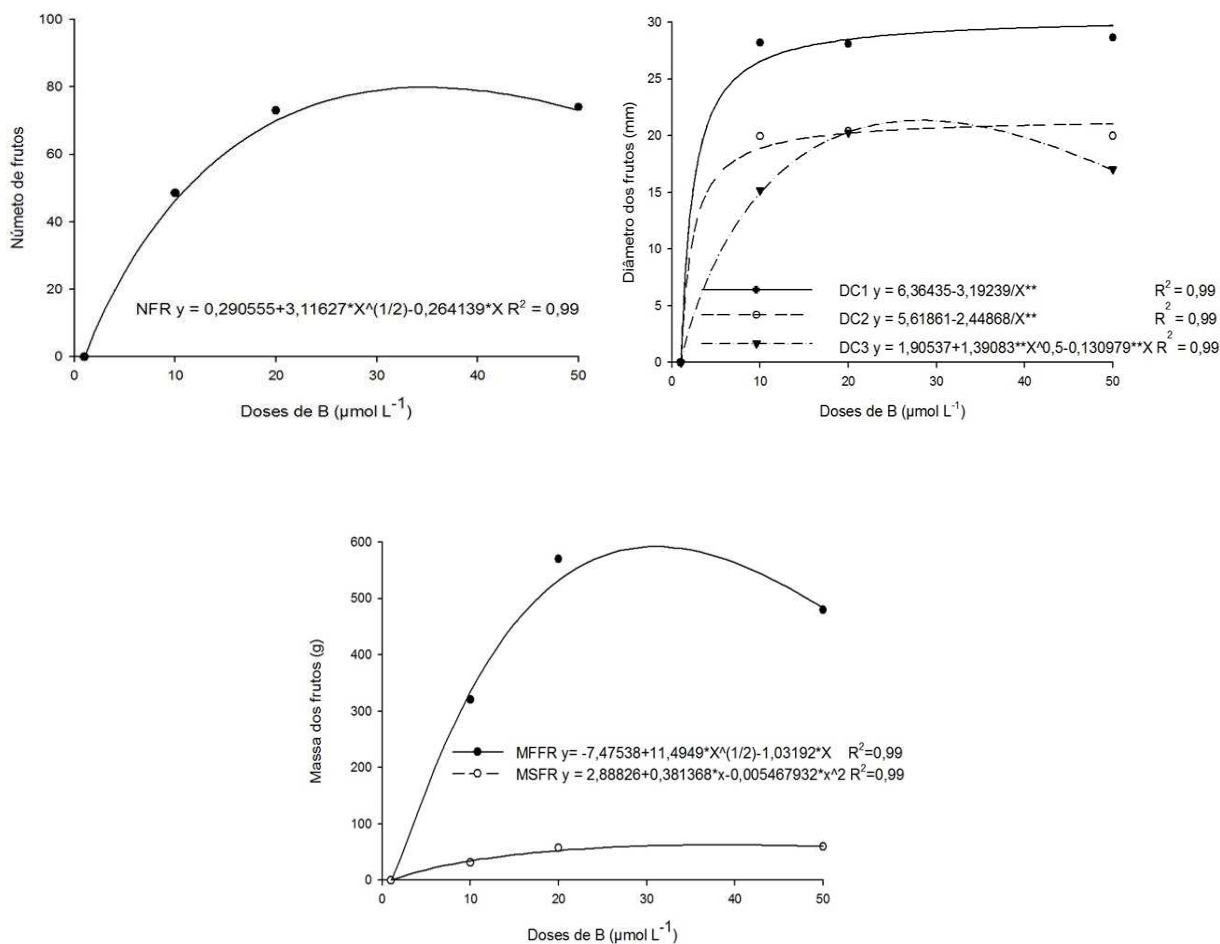 100
80
60
40
20
0
Númeto de frutos
NFR y = 0,290555+3,11627*X^(1/2)-0,264139*X R² = 0,99
0 10 20 30 40 50
Doses de B (µmol L⁻¹)
30
25
20
15
10
5
0
Diâmetro dos frutos (mm)
DC1 y = 6,36435-3,19239/X** R² = 0,99
DC2 y = 5,61861-2,44868/X** R² = 0,99
DC3 y = 1,90537+1,39083**X^0,5-0,130979**X R² = 0,99
0 10 20 30 40 50
Doses de B (µmol L⁻¹)
600
500
400
300
200
100
0
Massa dos frutos (g)
MFFR y= -7,47538+11,4949*X^(1/2)-1,03192*X R²=0,99
MSFR y = 2,88826+0,381368*x-0,005467932*x^2 R²=0,99
0 10 20 30 40 50
Doses de B (µmol L⁻¹)